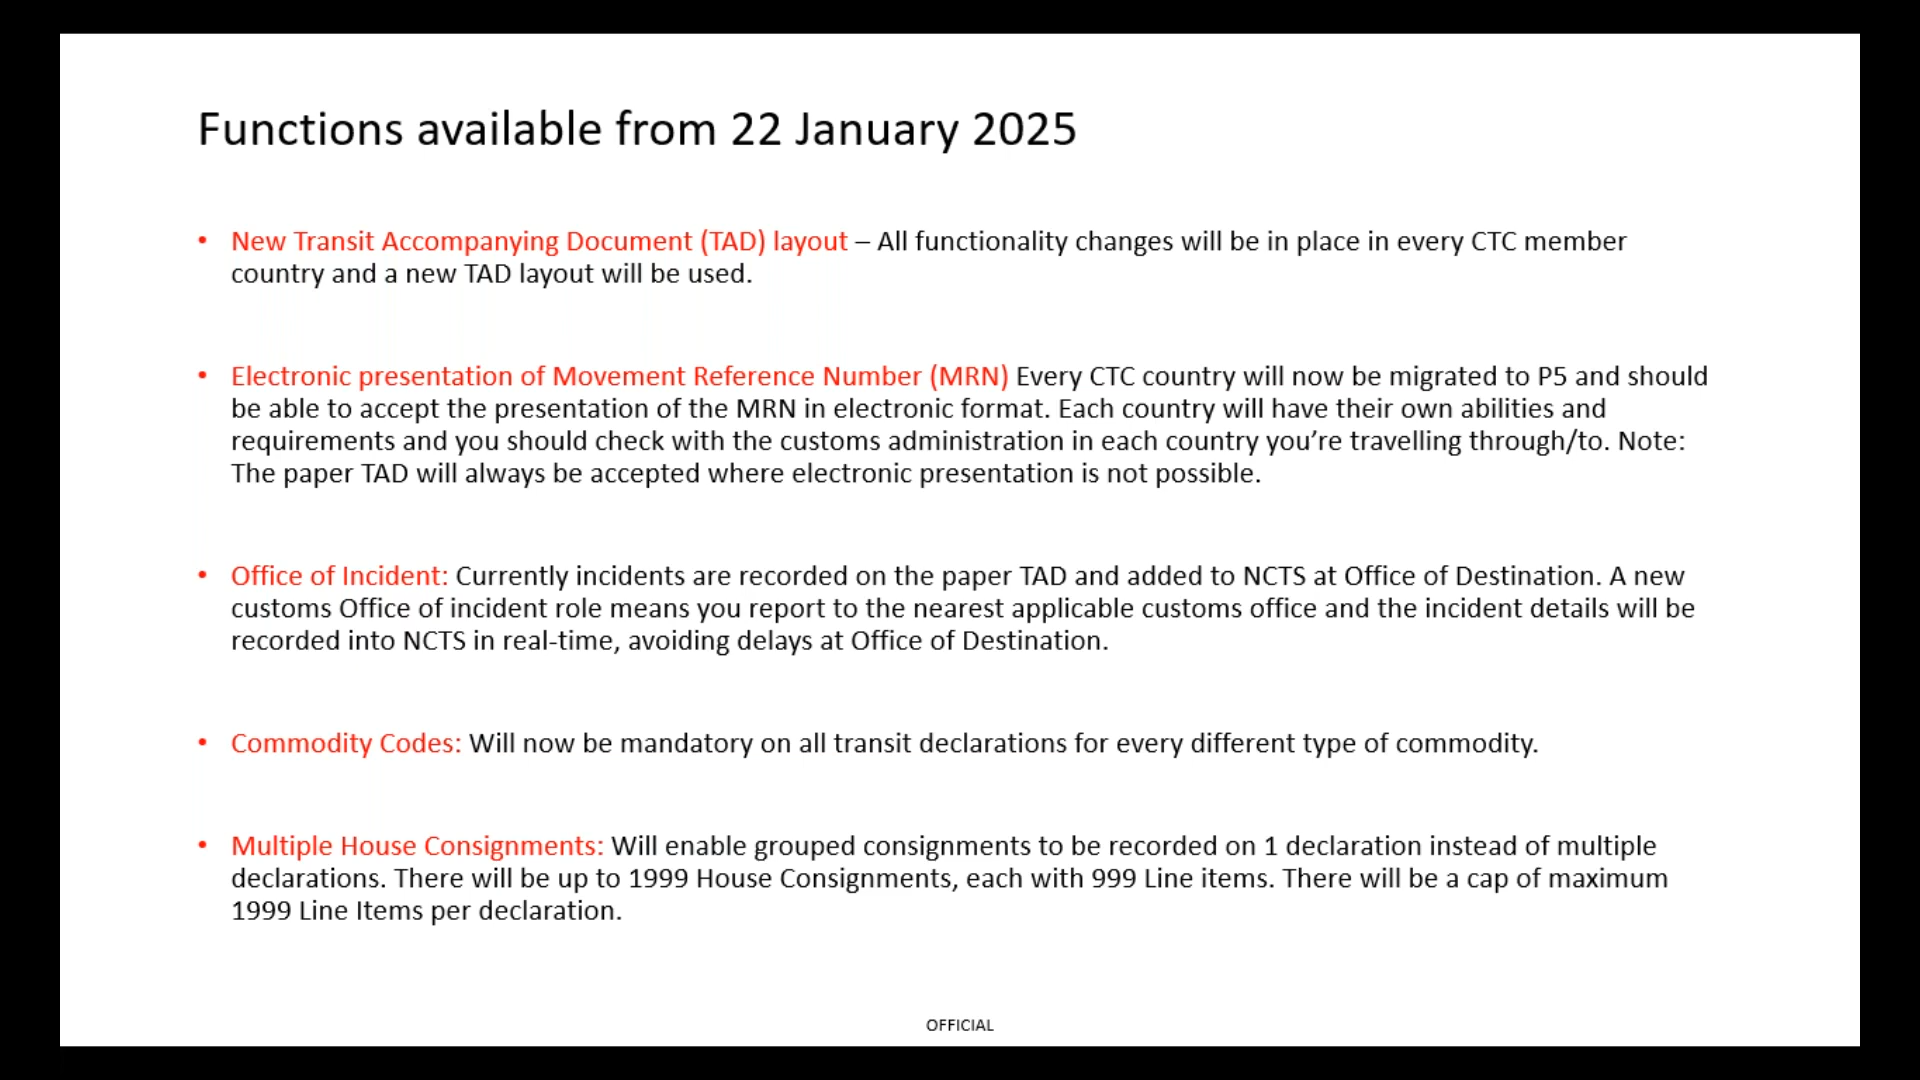 Functions available from 22 January 2025
• New Transit Accompanying Document (TAD) layout – All functionality changes will be in place in every CTC member
country and a new TAD layout will be used.
• Electronic presentation of Movement Reference Number (MRN) Every CTC country will now be migrated to P5 and should
be able to accept the presentation of the MRN in electronic format. Each country will have their own abilities and
requirements and you should check with the customs administration in each country you’re travelling through/to. Note:
The paper TAD will always be accepted where electronic presentation is not possible.
• Office of Incident: Currently incidents are recorded on the paper TAD and added to NCTS at Office of Destination. A new
customs Office of incident role means you report to the nearest applicable customs office and the incident details will be
recorded into NCTS in real-time, avoiding delays at Office of Destination.
• Commodity Codes: Will now be mandatory on all transit declarations for every different type of commodity.
• Multiple House Consignments: Will enable grouped consignments to be recorded on 1 declaration instead of multiple
declarations. There will be up to 1999 House Consignments, each with 999 Line items. There will be a cap of maximum
1999 Line Items per declaration.
OFFICIAL